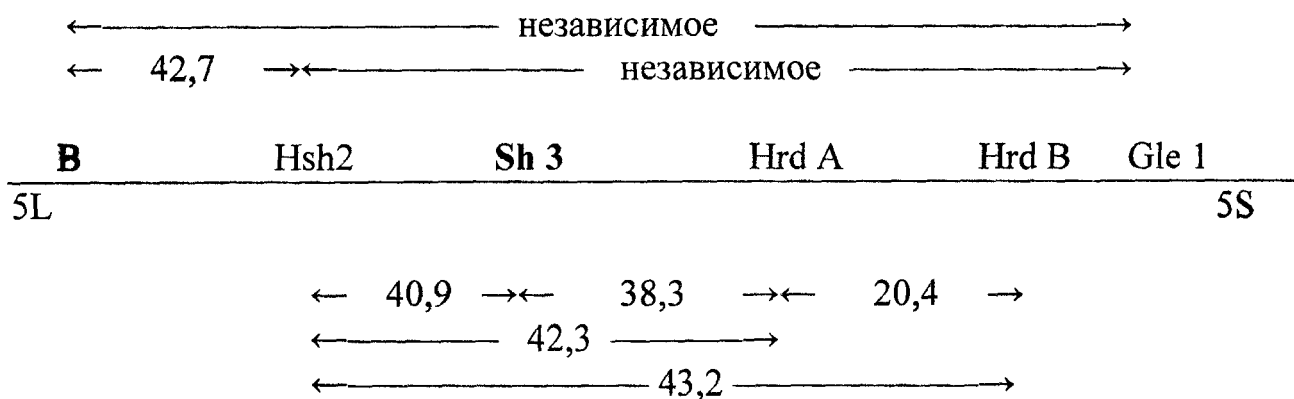 ← независимое →
← 42,7 →← независимое →
B Hsh2 Sh 3 Hrd A Hrd B Gle 1
5L 5S
← 40,9 →← 38,3 →← 20,4 →
← 42,3 →
← 43,2 →